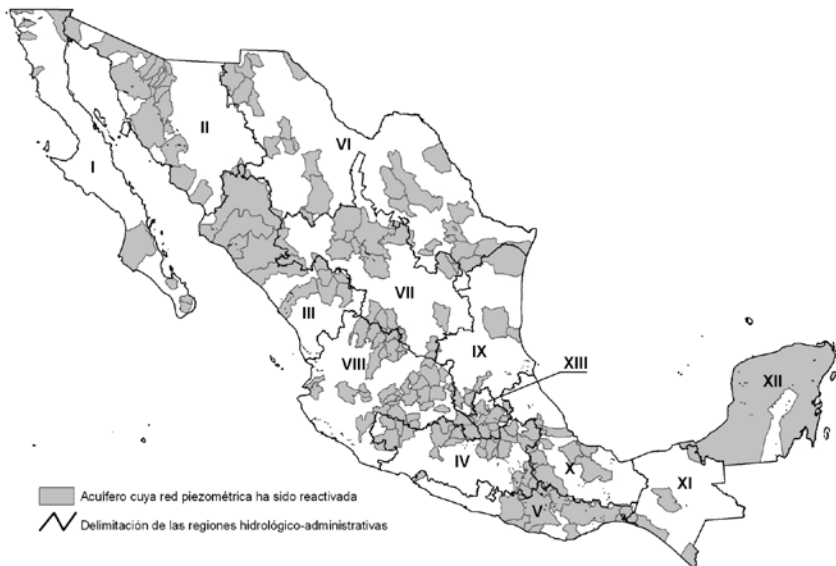 II
VI
I
VII
III
IX
XIII
VIII
XII
IV
X
XI
V
Acuífero cuya red piezométrica ha sido reactivada
Delimitación de las regiones hidrológico-administrativas